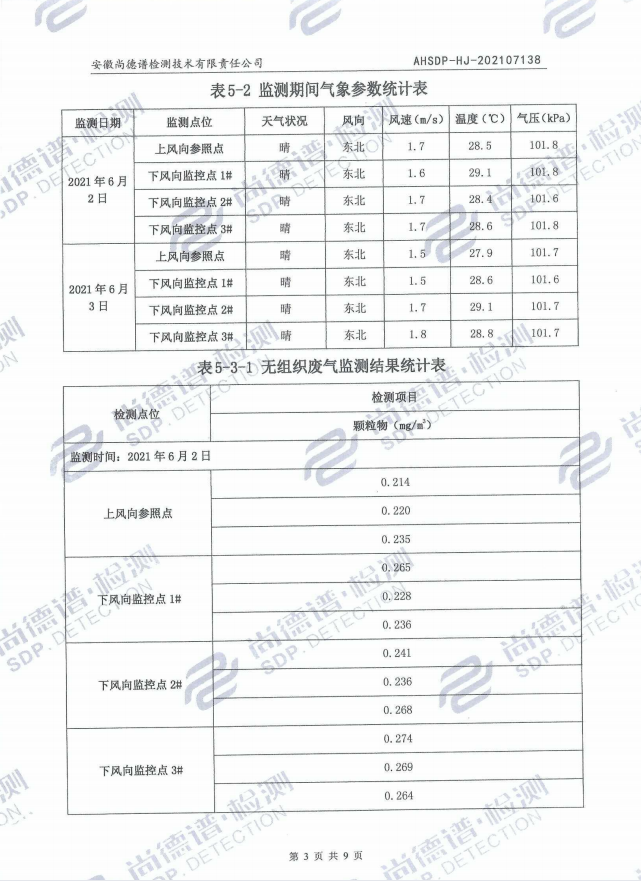 安徽尚德谱检测技术有限责任公司 AHSDP-HJ-202107138
表5-2 监测期间气象参数统计表
监测日期 监测点位 天气状况 风向 风速（m/s） 温度（℃） 气压（kPa）
2021年6月2日 上风向参照点 晴 东北 1.7 28.5 101.8
下风向监控点1# 晴 东北 1.6 29.1 101.8
下风向监控点2# 晴 东北 1.7 28.4 101.6
下风向监控点3# 晴 东北 1.7 28.6 101.8
2021年6月3日 上风向参照点 晴 东北 1.5 27.9 101.7
下风向监控点1# 晴 东北 1.5 28.6 101.6
下风向监控点2# 晴 东北 1.7 29.1 101.7
下风向监控点3# 晴 东北 1.8 28.8 101.7
表5-3-1 无组织废气监测结果统计表
检测点位 检测项目
颗粒物（mg/m³）
监测时间：2021年6月2日
上风向参照点 0.214
0.220
0.235
下风向监控点1# 0.265
0.228
0.236
下风向监控点2# 0.241
0.236
0.268
下风向监控点3# 0.274
0.269
0.264
第 3 页 共 9 页
尚德谱·检测
SDP.DETECTION